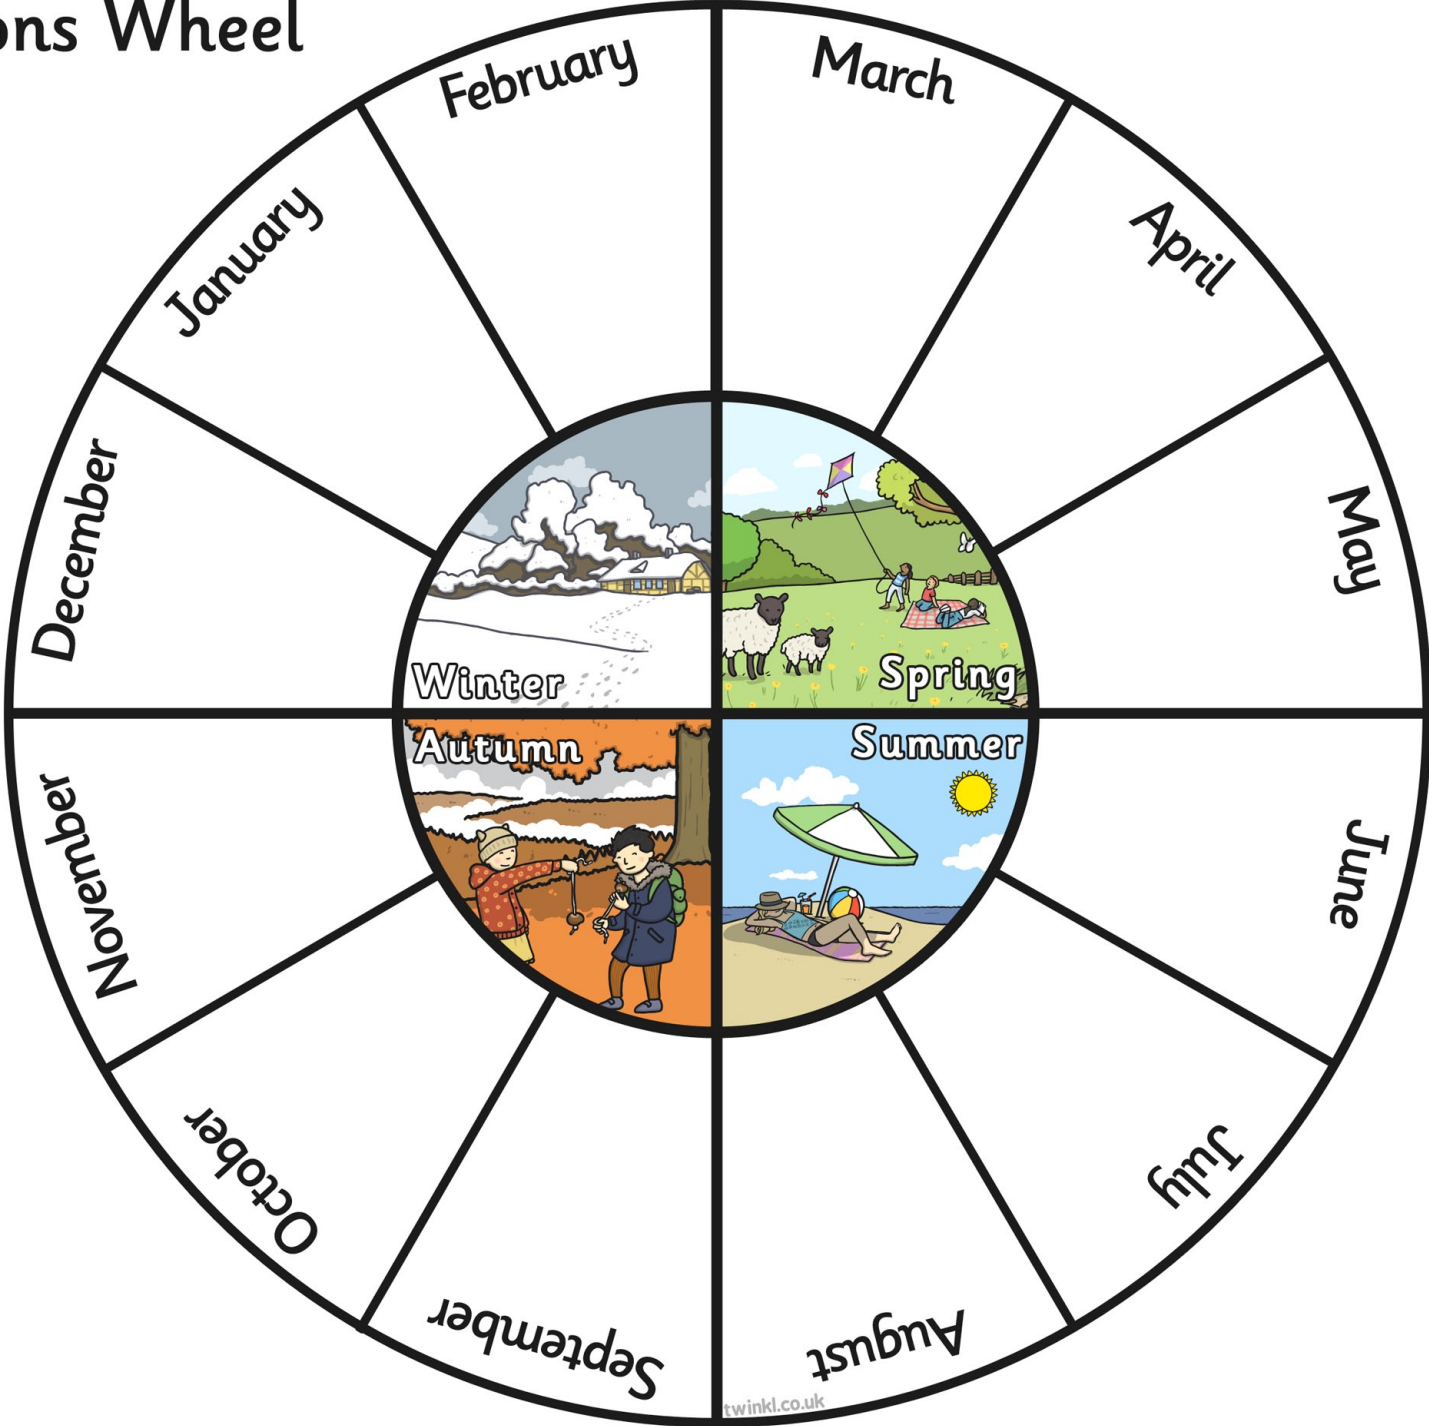 ons Wheel
January
February
March
April
May
June
July
August
September
October
November
December
Winter
Spring
Summer
Autumn
twinkl.co.uk